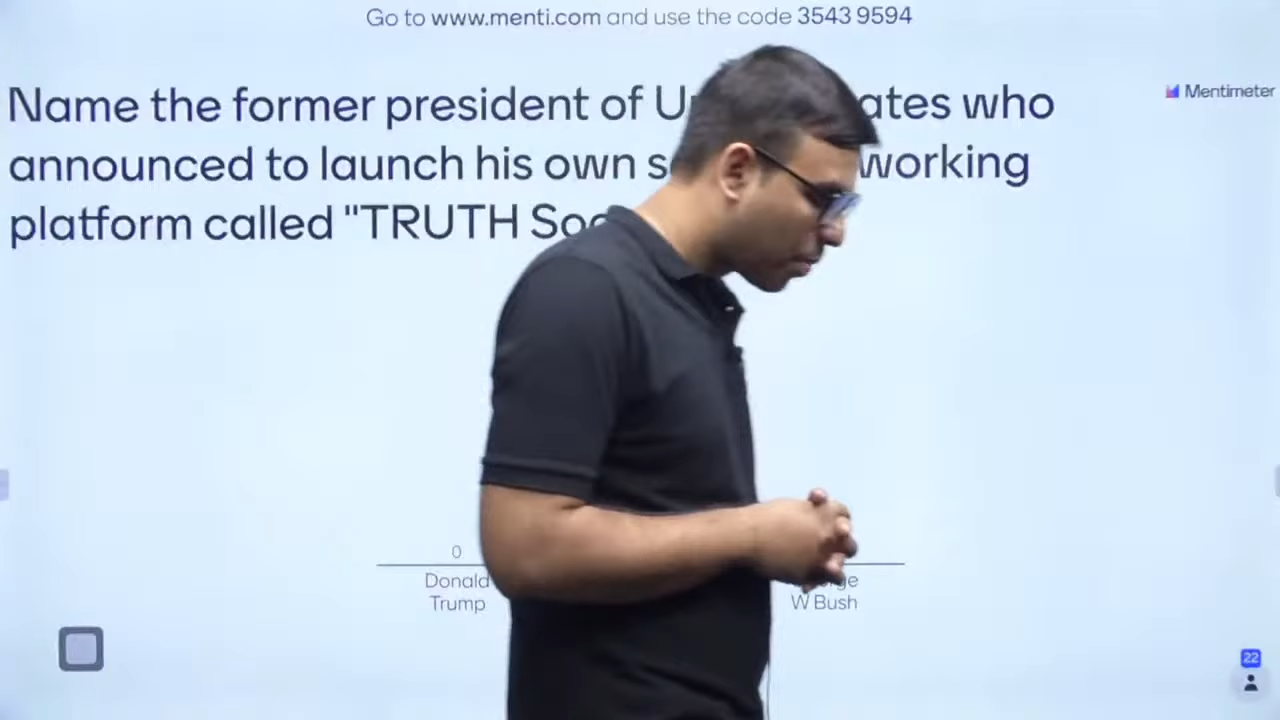 Go to www.menti.com and use the code 3543 9594
Name the former president of ates who
Mentimeter
announced to launch his own working
platform called "TRUTH
0
Donald
Trump
W Bush
22